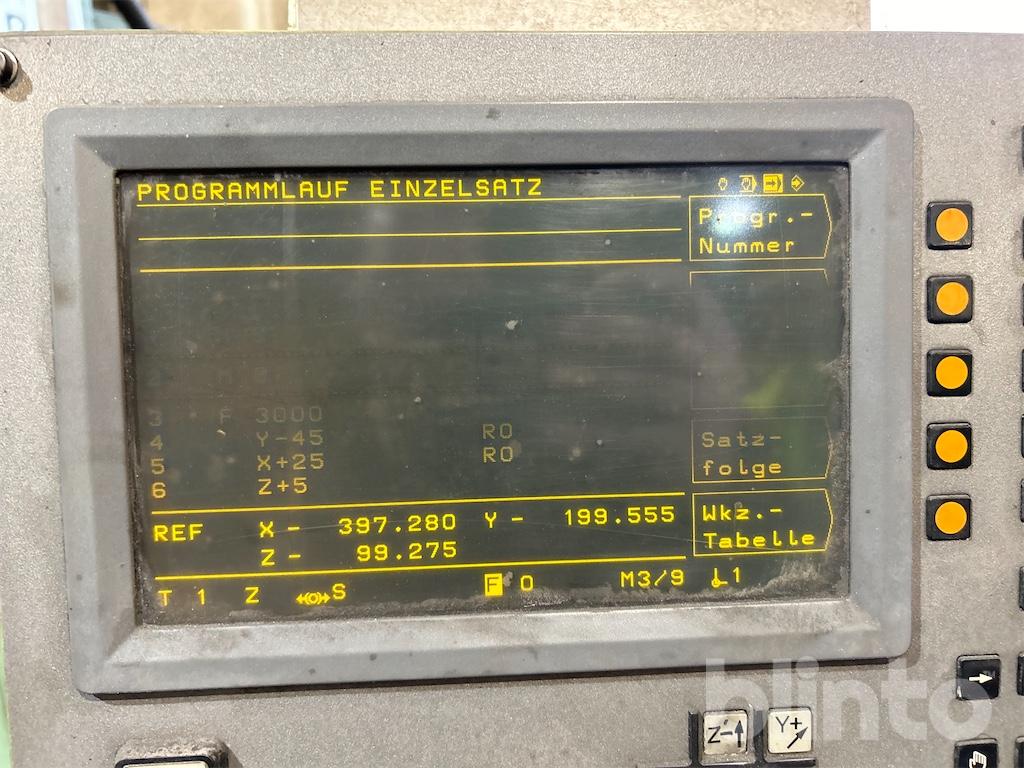 PROGRAMMLAUF EINZELSATZ
Progr.-
Nummer
3 F 3000
4 Y-45 R0
5 X+25 R0
6 Z+5
Satz-
folge
REF X - 397.280 Y - 199.555
Z - 99.275
Wkz.-
Tabelle
T 1 Z S F 0 M3/9 1
blinto
Z- Y+